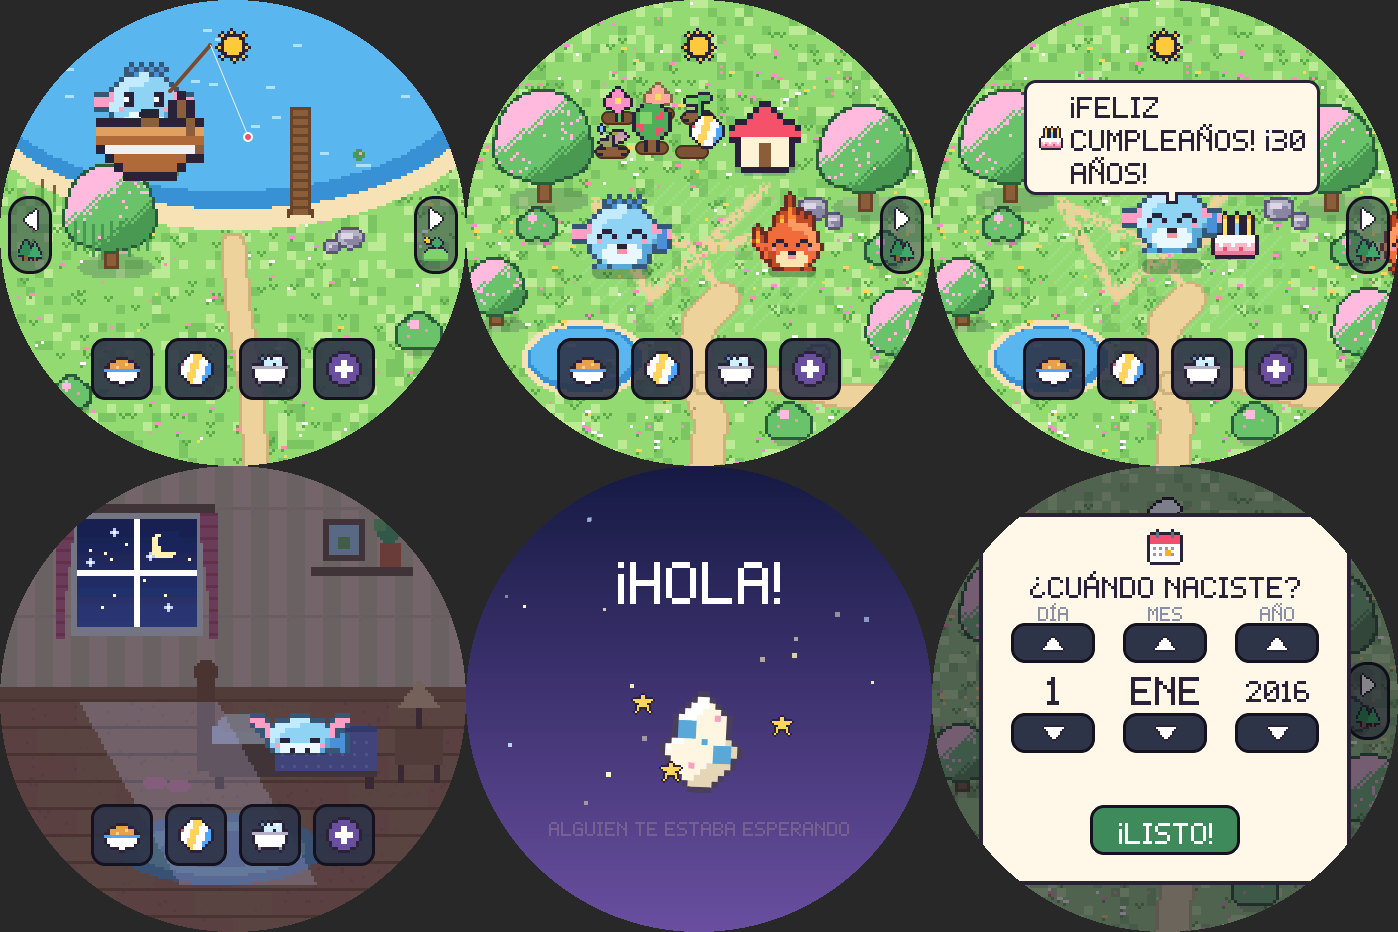 ¡FELIZ
CUMPLEAÑOS! ¡30
AÑOS!
¡HOLA!
ALGUIEN TE ESTABA ESPERANDO
¿CUÁNDO NACISTE?
DÍA MES AÑO
1 ENE 2016
¡LISTO!